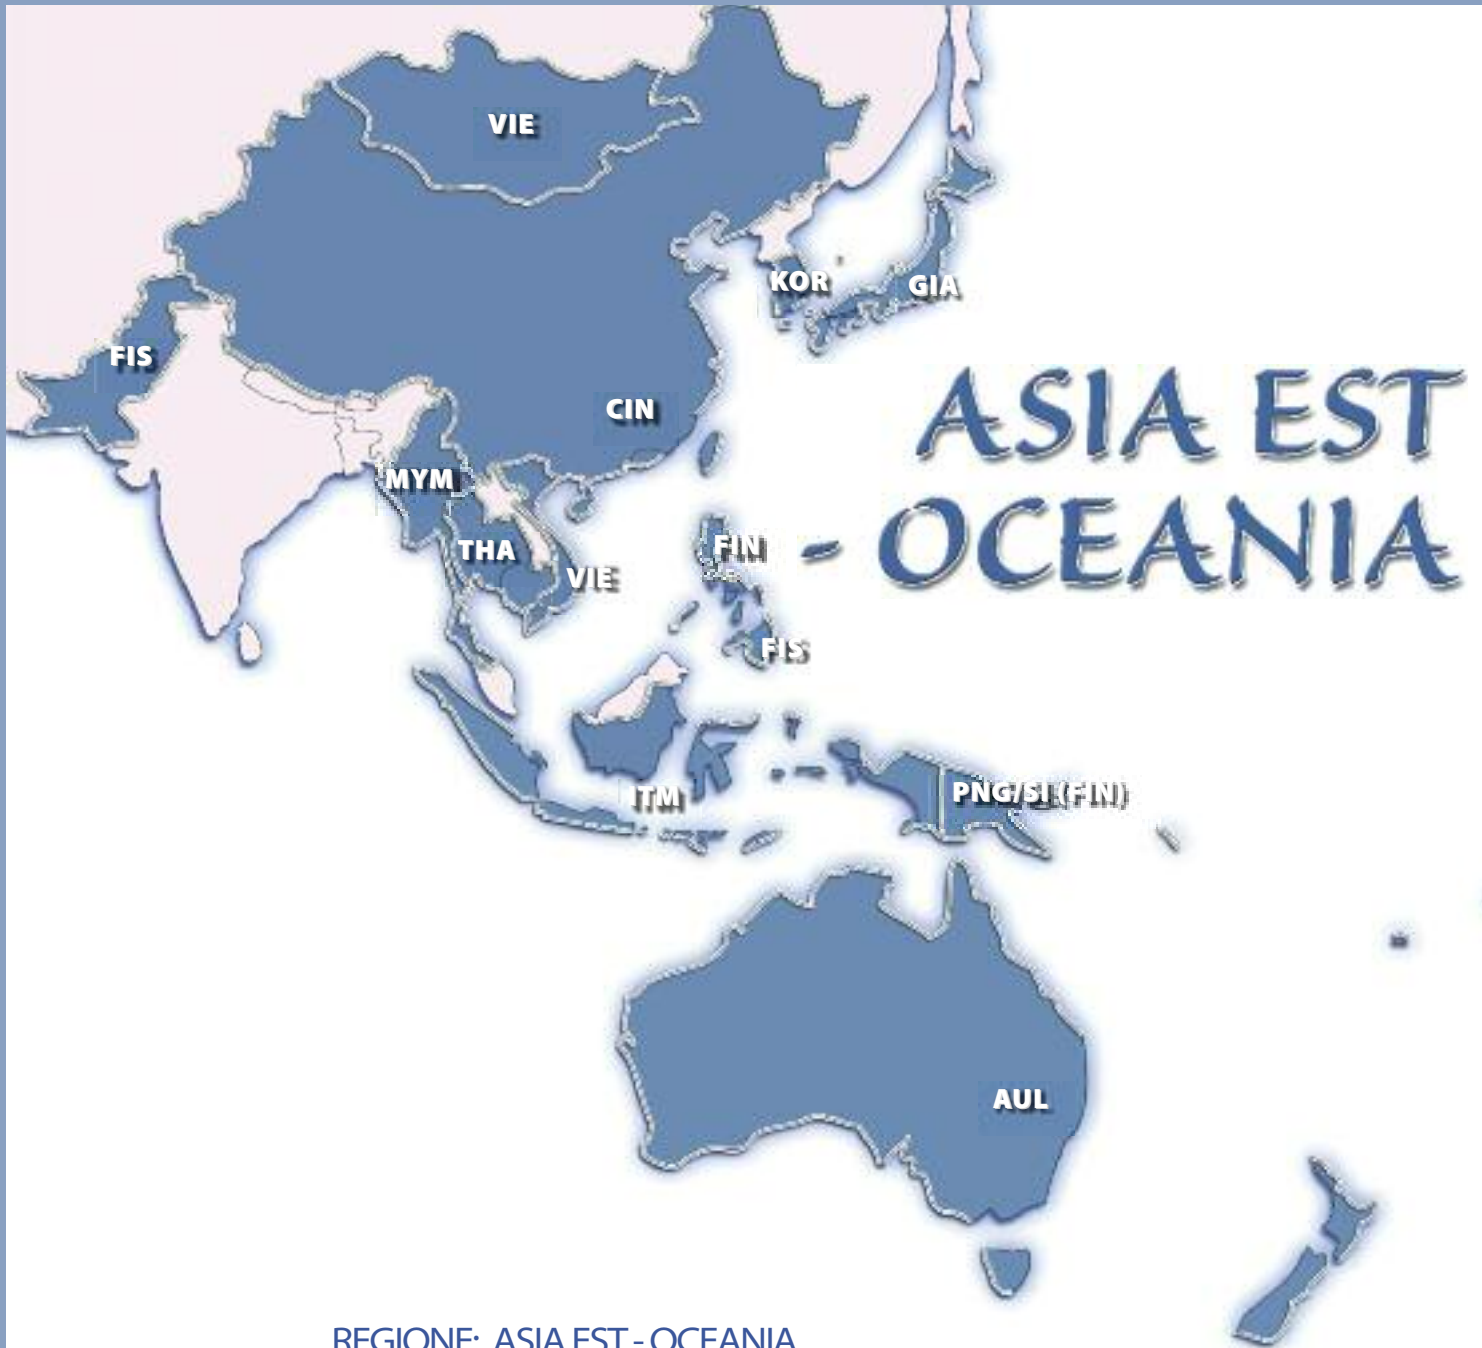 VIE
KOR
GIA
FIS
CIN
ASIA EST
- OCEANIA
MYM
THA
VIE
FIN
FIS
ITM
PNG/SI (FIN)
AUL
REGIONE: ASIA EST - OCEANIA